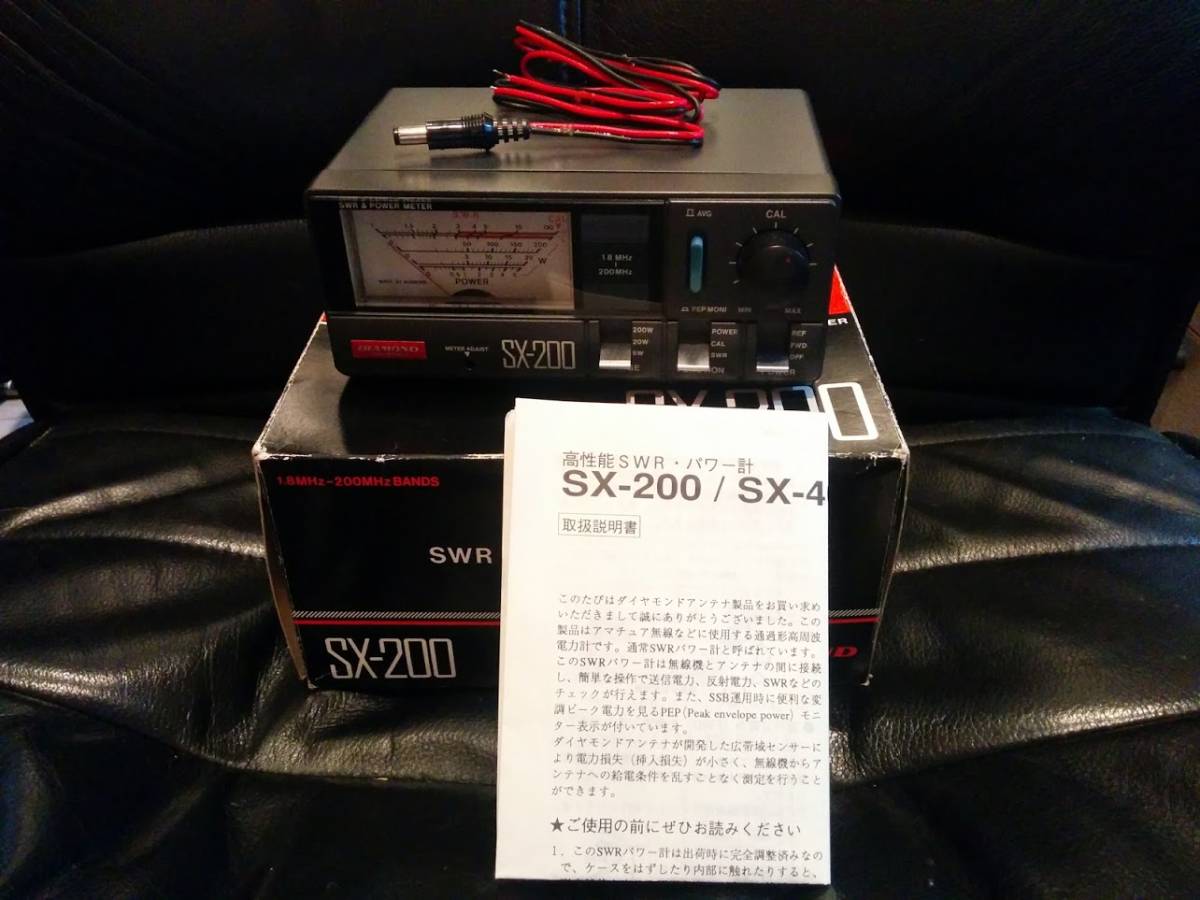 SWR & POWER METER
S.W.R
CAL
POWER
W
1.8 MHz
200MHz
AVG
CAL
PEP MONI
MIN
MAX
DIAMOND
METER ADJUST
SX-200
200W
20W
5W
POWER
CAL
SWR
REF
FWD
OFF
1.8MHz-200MHz BANDS
SWR
SX-200
高性能SWR・パワー計
SX-200 / SX-4
取扱説明書
このたびはダイヤモンドアンテナ製品をお買い求め
いただきまして誠にありがとうございました。この
製品はアマチュア無線などに使用する通過形高周波
電力計です。通常SWRパワー計と呼ばれています。
このSWRパワー計は無線機とアンテナの間に接続
し、簡単な操作で送信電力、反射電力、SWRなどの
チェックが行えます。また、SSB運用時に便利な変
調ピーク電力を見るPEP(Peak envelope power)モニ
ター表示が付いています。
ダイヤモンドアンテナが開発した広帯域センサーに
より電力損失(挿入損失)が小さく、無線機からア
ンテナへの給電条件を乱すことなく測定を行うこと
ができます。
★ご使用の前にぜひお読みください
1. このSWRパワー計は出荷時に完全調整済みなの
で、ケースをはずしたり内部に触れたりすると、